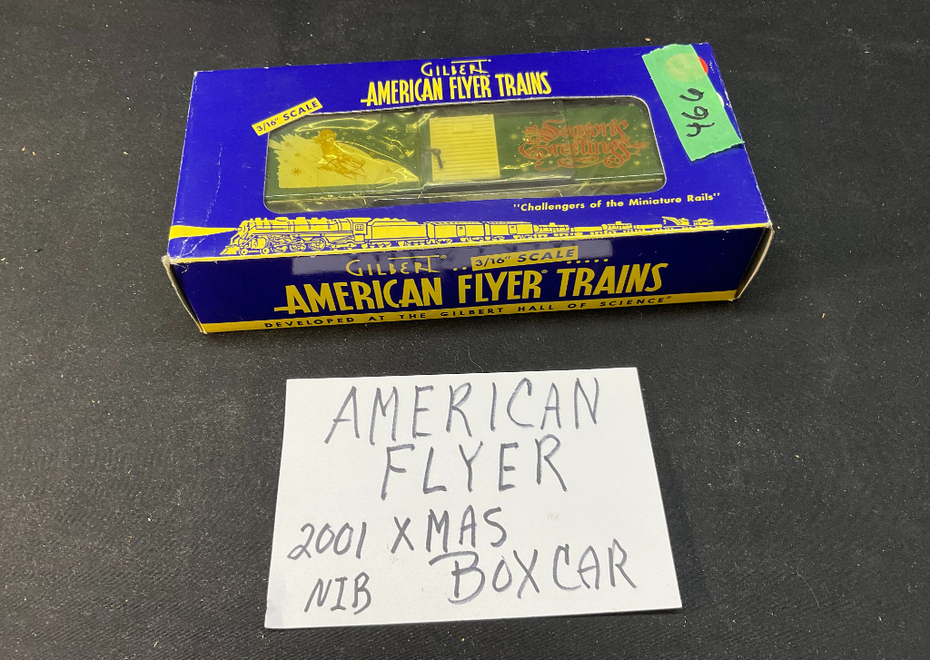 GILBERT®
AMERICAN FLYER TRAINS
466
3/16" SCALE
Season's
Greetings
"Challengers of the Miniature Rails"
GILBERT® ... 3/16" SCALE .....
AMERICAN FLYER® TRAINS
DEVELOPED AT THE GILBERT HALL OF SCIENCE®
AMERICAN
FLYER
2001 XMAS
NIB BOXCAR